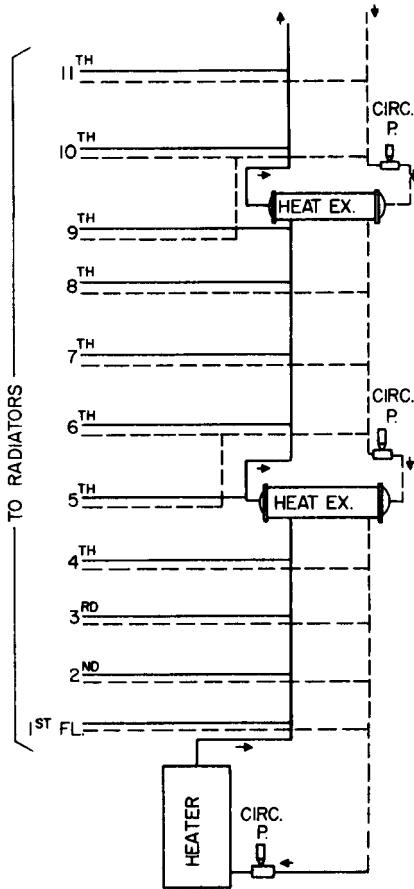 11TH
CIRC.
P.
10TH
HEAT EX.
9TH
8TH
7TH
CIRC.
P.
6TH
HEAT EX.
5TH
4TH
3RD
2ND
1ST FL.
TO RADIATORS
HEATER
CIRC.
P.